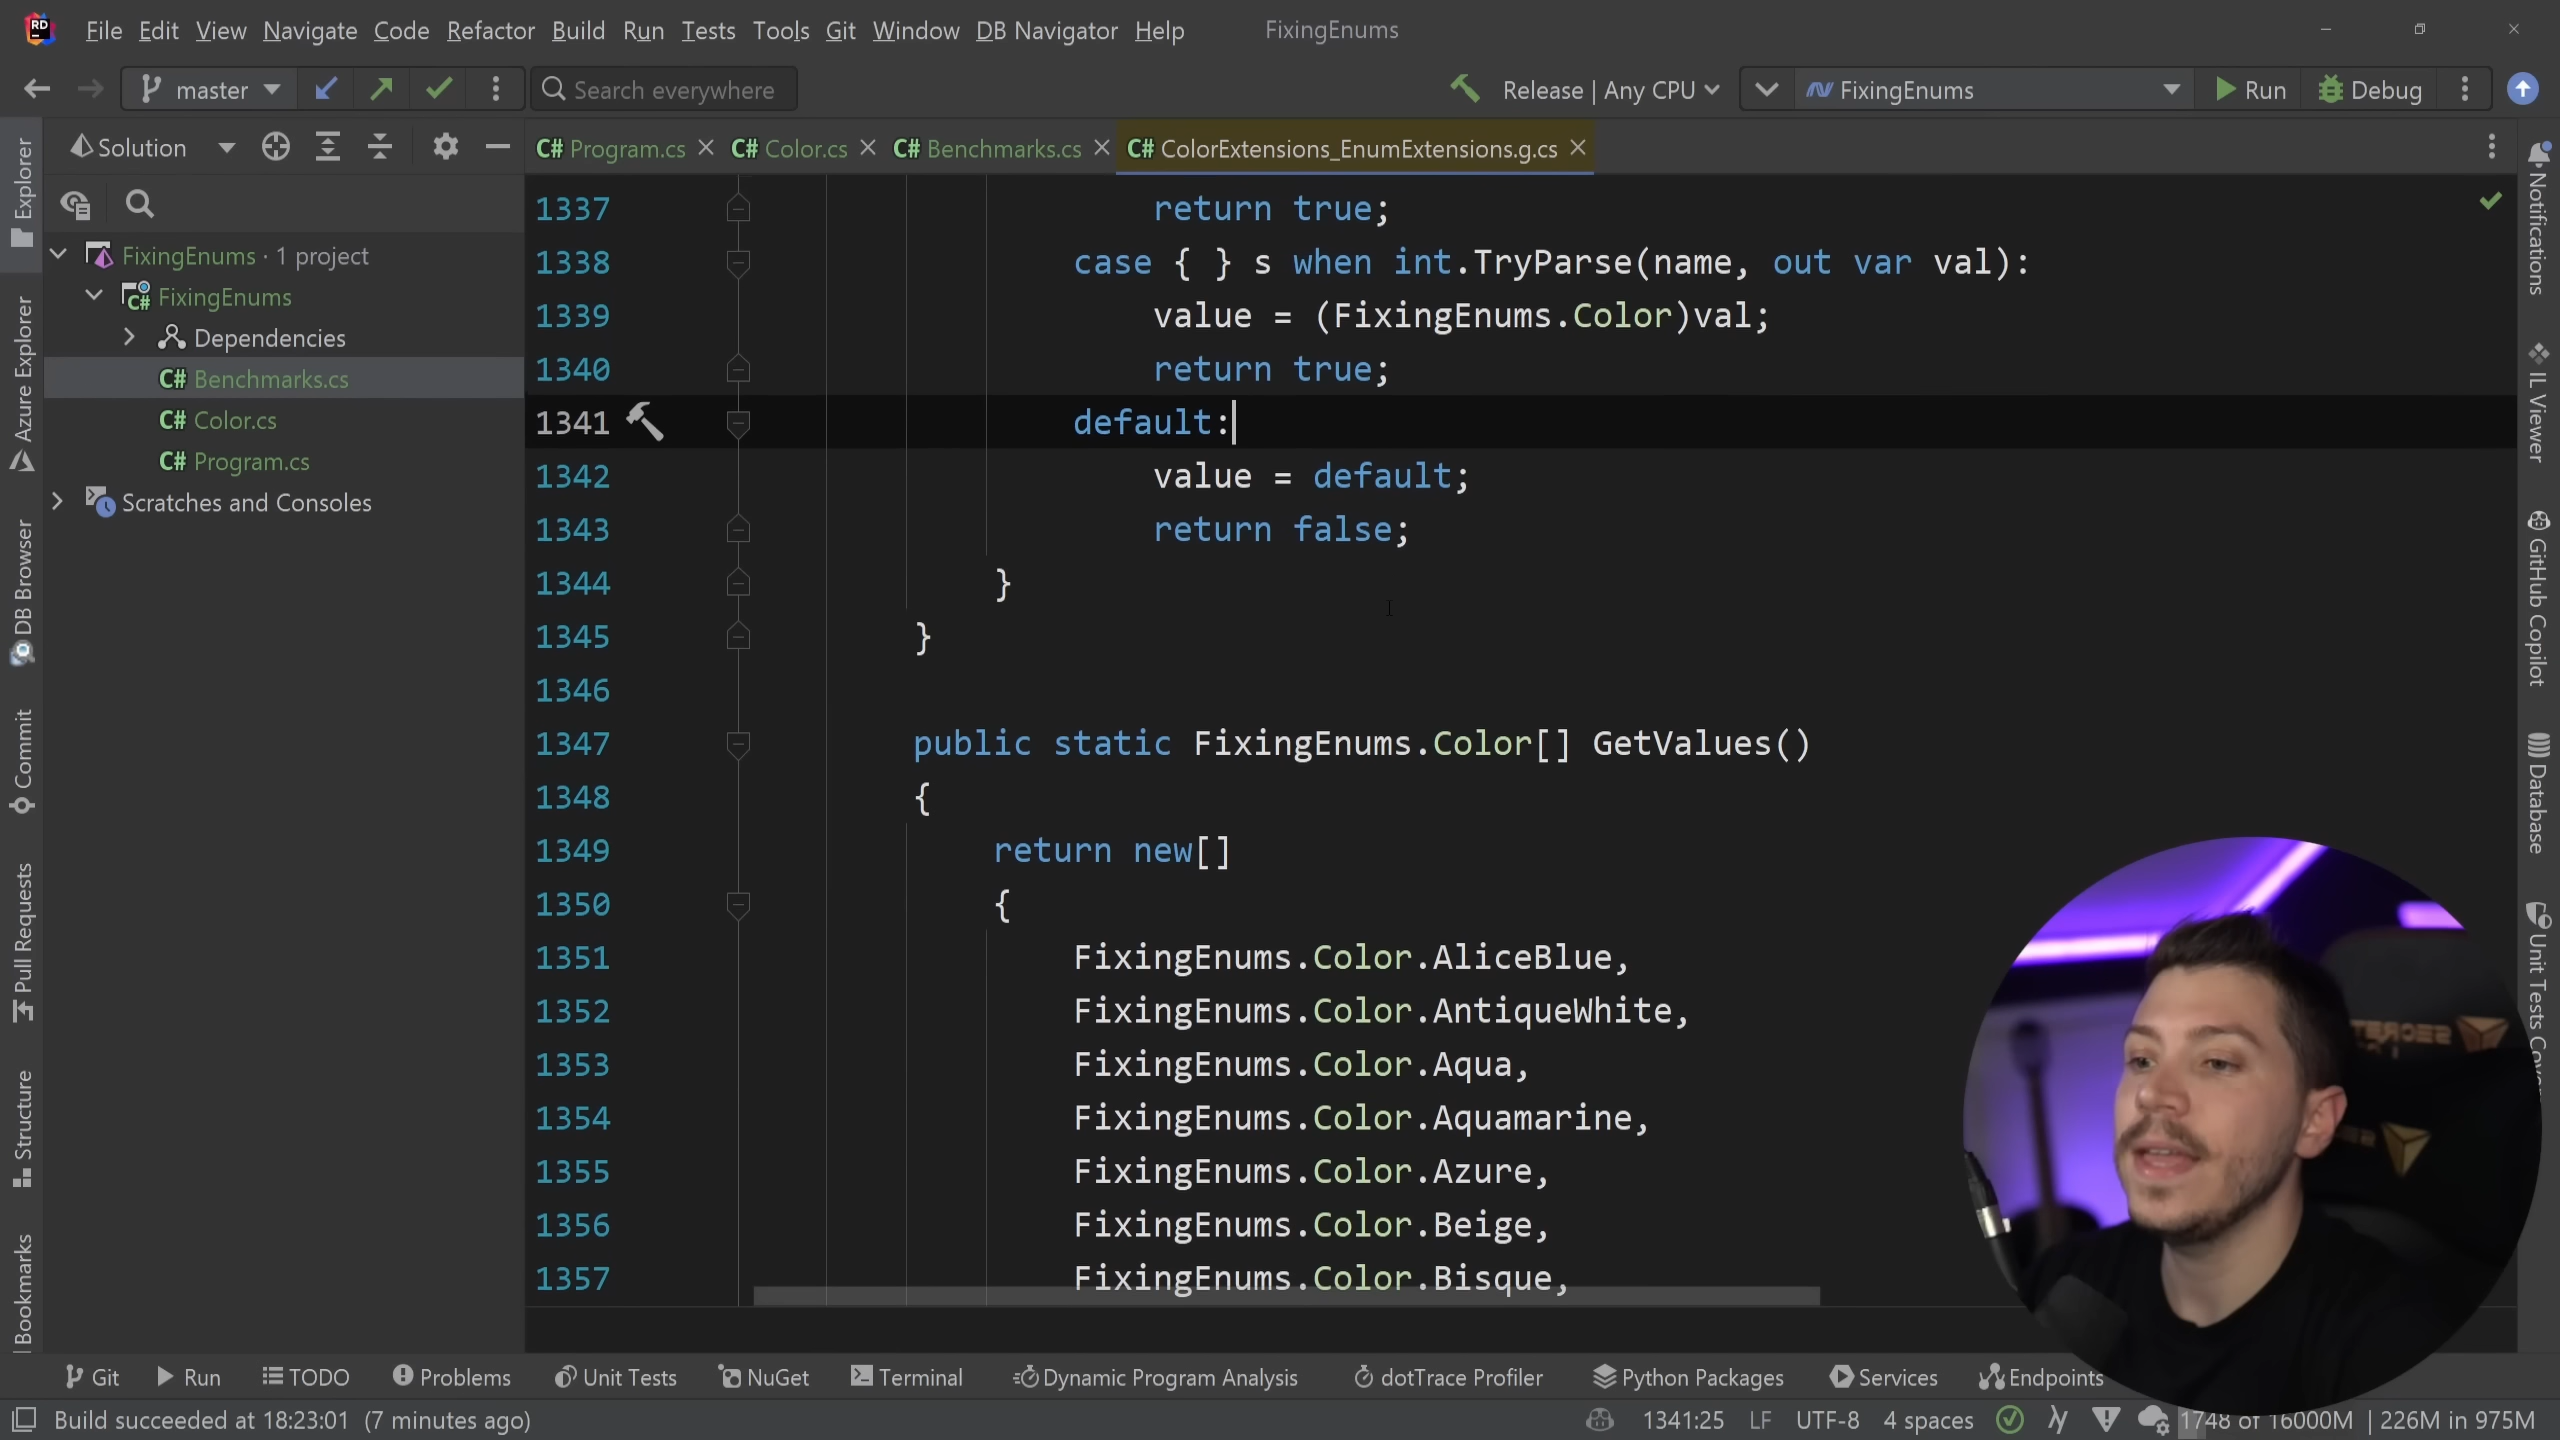 File Edit View Navigate Code Refactor Build Run Tests Tools Git Window DB Navigator Help FixingEnums
master Search everywhere Release | Any CPU FixingEnums Run Debug
Solution
C# Program.cs C# Color.cs C# Benchmarks.cs C# ColorExtensions_EnumExtensions.g.cs
FixingEnums · 1 project
FixingEnums
Dependencies
C# Benchmarks.cs
C# Color.cs
C# Program.cs
Scratches and Consoles
Explorer
Azure Explorer
DB Browser
Commit
Pull Requests
Structure
Bookmarks
1337 return true;
1338 case { } s when int.TryParse(name, out var val):
1339 value = (FixingEnums.Color)val;
1340 return true;
1341 default:
1342 value = default;
1343 return false;
1344 }
1345 }
1346
1347 public static FixingEnums.Color[] GetValues()
1348 {
1349 return new[]
1350 {
1351 FixingEnums.Color.AliceBlue,
1352 FixingEnums.Color.AntiqueWhite,
1353 FixingEnums.Color.Aqua,
1354 FixingEnums.Color.Aquamarine,
1355 FixingEnums.Color.Azure,
1356 FixingEnums.Color.Beige,
1357 FixingEnums.Color.Bisque,
Notifications
IL Viewer
GitHub Copilot
Database
Unit Tests
Git Run TODO Problems Unit Tests NuGet Terminal Dynamic Program Analysis dotTrace Profiler Python Packages Services Endpoints
Build succeeded at 18:23:01 (7 minutes ago) 1341:25 LF UTF-8 4 spaces 1748 of 16000M | 226M in 975M